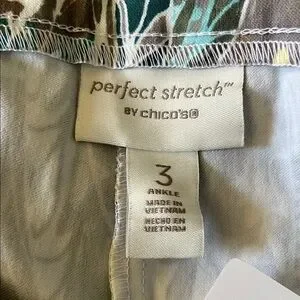 perfect stretch™
BY CHICO'S®
3
ANKLE
MADE IN
VIETNAM
HECHO EN
VIETNAM